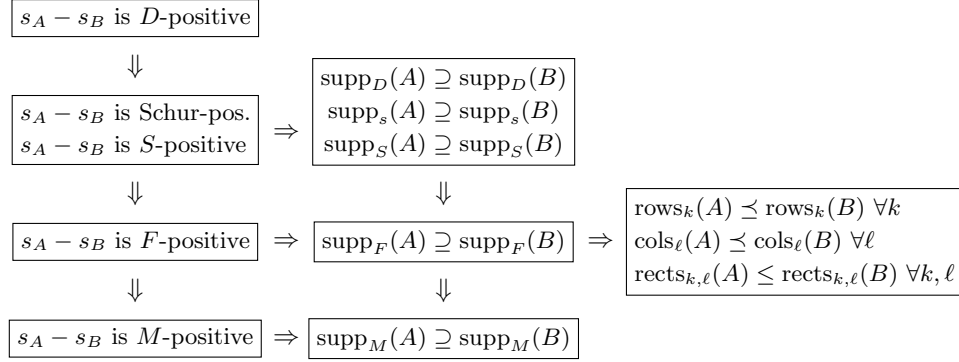 s_A − s_B is D-positive
⇓
s_A − s_B is Schur-pos.
s_A − s_B is S-positive
⇒
supp_D(A) ⊇ supp_D(B)
supp_s(A) ⊇ supp_s(B)
supp_S(A) ⊇ supp_S(B)
⇓ ⇓
s_A − s_B is F-positive ⇒ supp_F(A) ⊇ supp_F(B) ⇒
rows_k(A) ≼ rows_k(B) ∀k
cols_ℓ(A) ≼ cols_ℓ(B) ∀ℓ
rects_{k,ℓ}(A) ≤ rects_{k,ℓ}(B) ∀k, ℓ
⇓ ⇓
s_A − s_B is M-positive ⇒ supp_M(A) ⊇ supp_M(B)